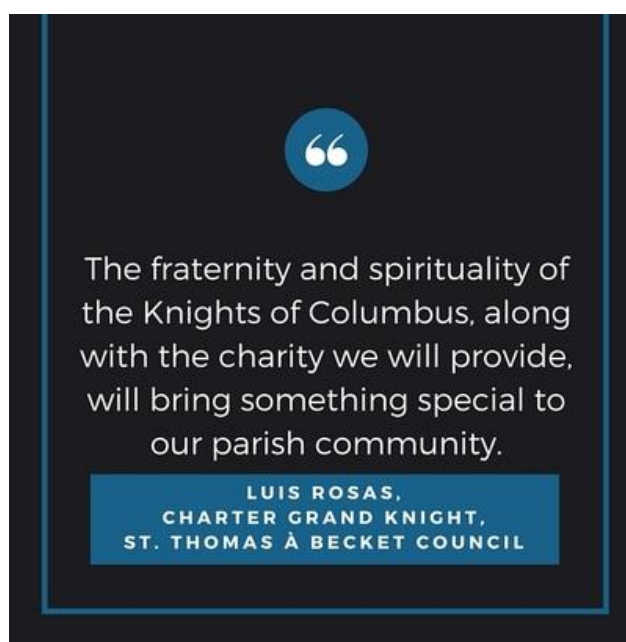 “
The fraternity and spirituality of
the Knights of Columbus, along
with the charity we will provide,
will bring something special to
our parish community.
LUIS ROSAS,
CHARTER GRAND KNIGHT,
ST. THOMAS À BECKET COUNCIL